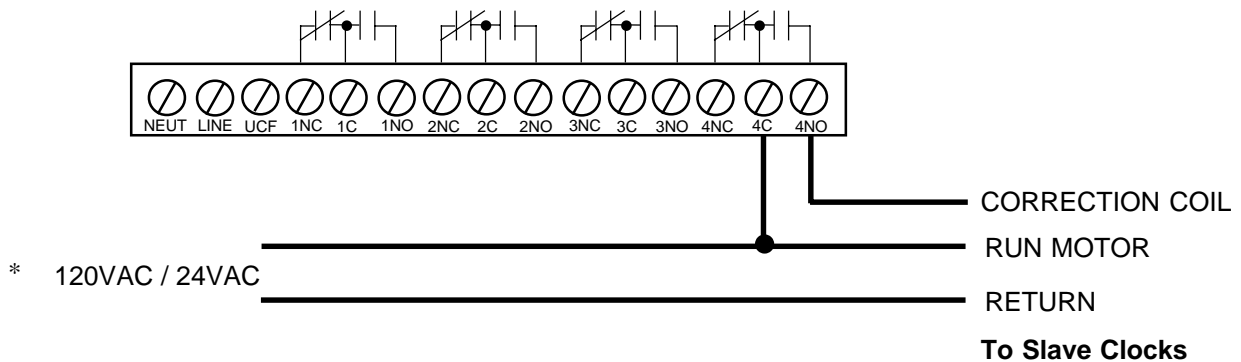 NEUT LINE UCF 1NC 1C 1NO 2NC 2C 2NO 3NC 3C 3NO 4NC 4C 4NO
CORRECTION COIL
RUN MOTOR
* 120VAC / 24VAC
RETURN
To Slave Clocks